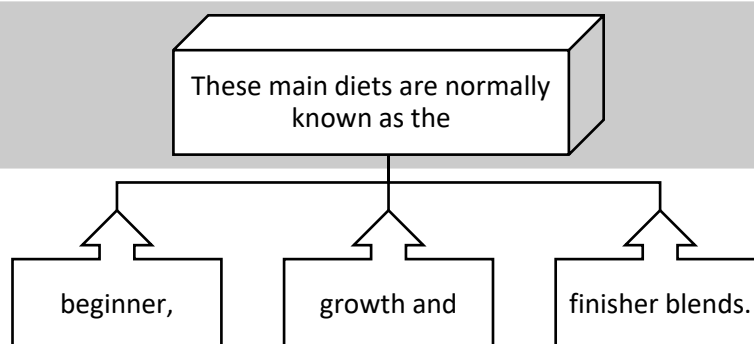 These main diets are normally
known as the
beginner,
growth and
finisher blends.